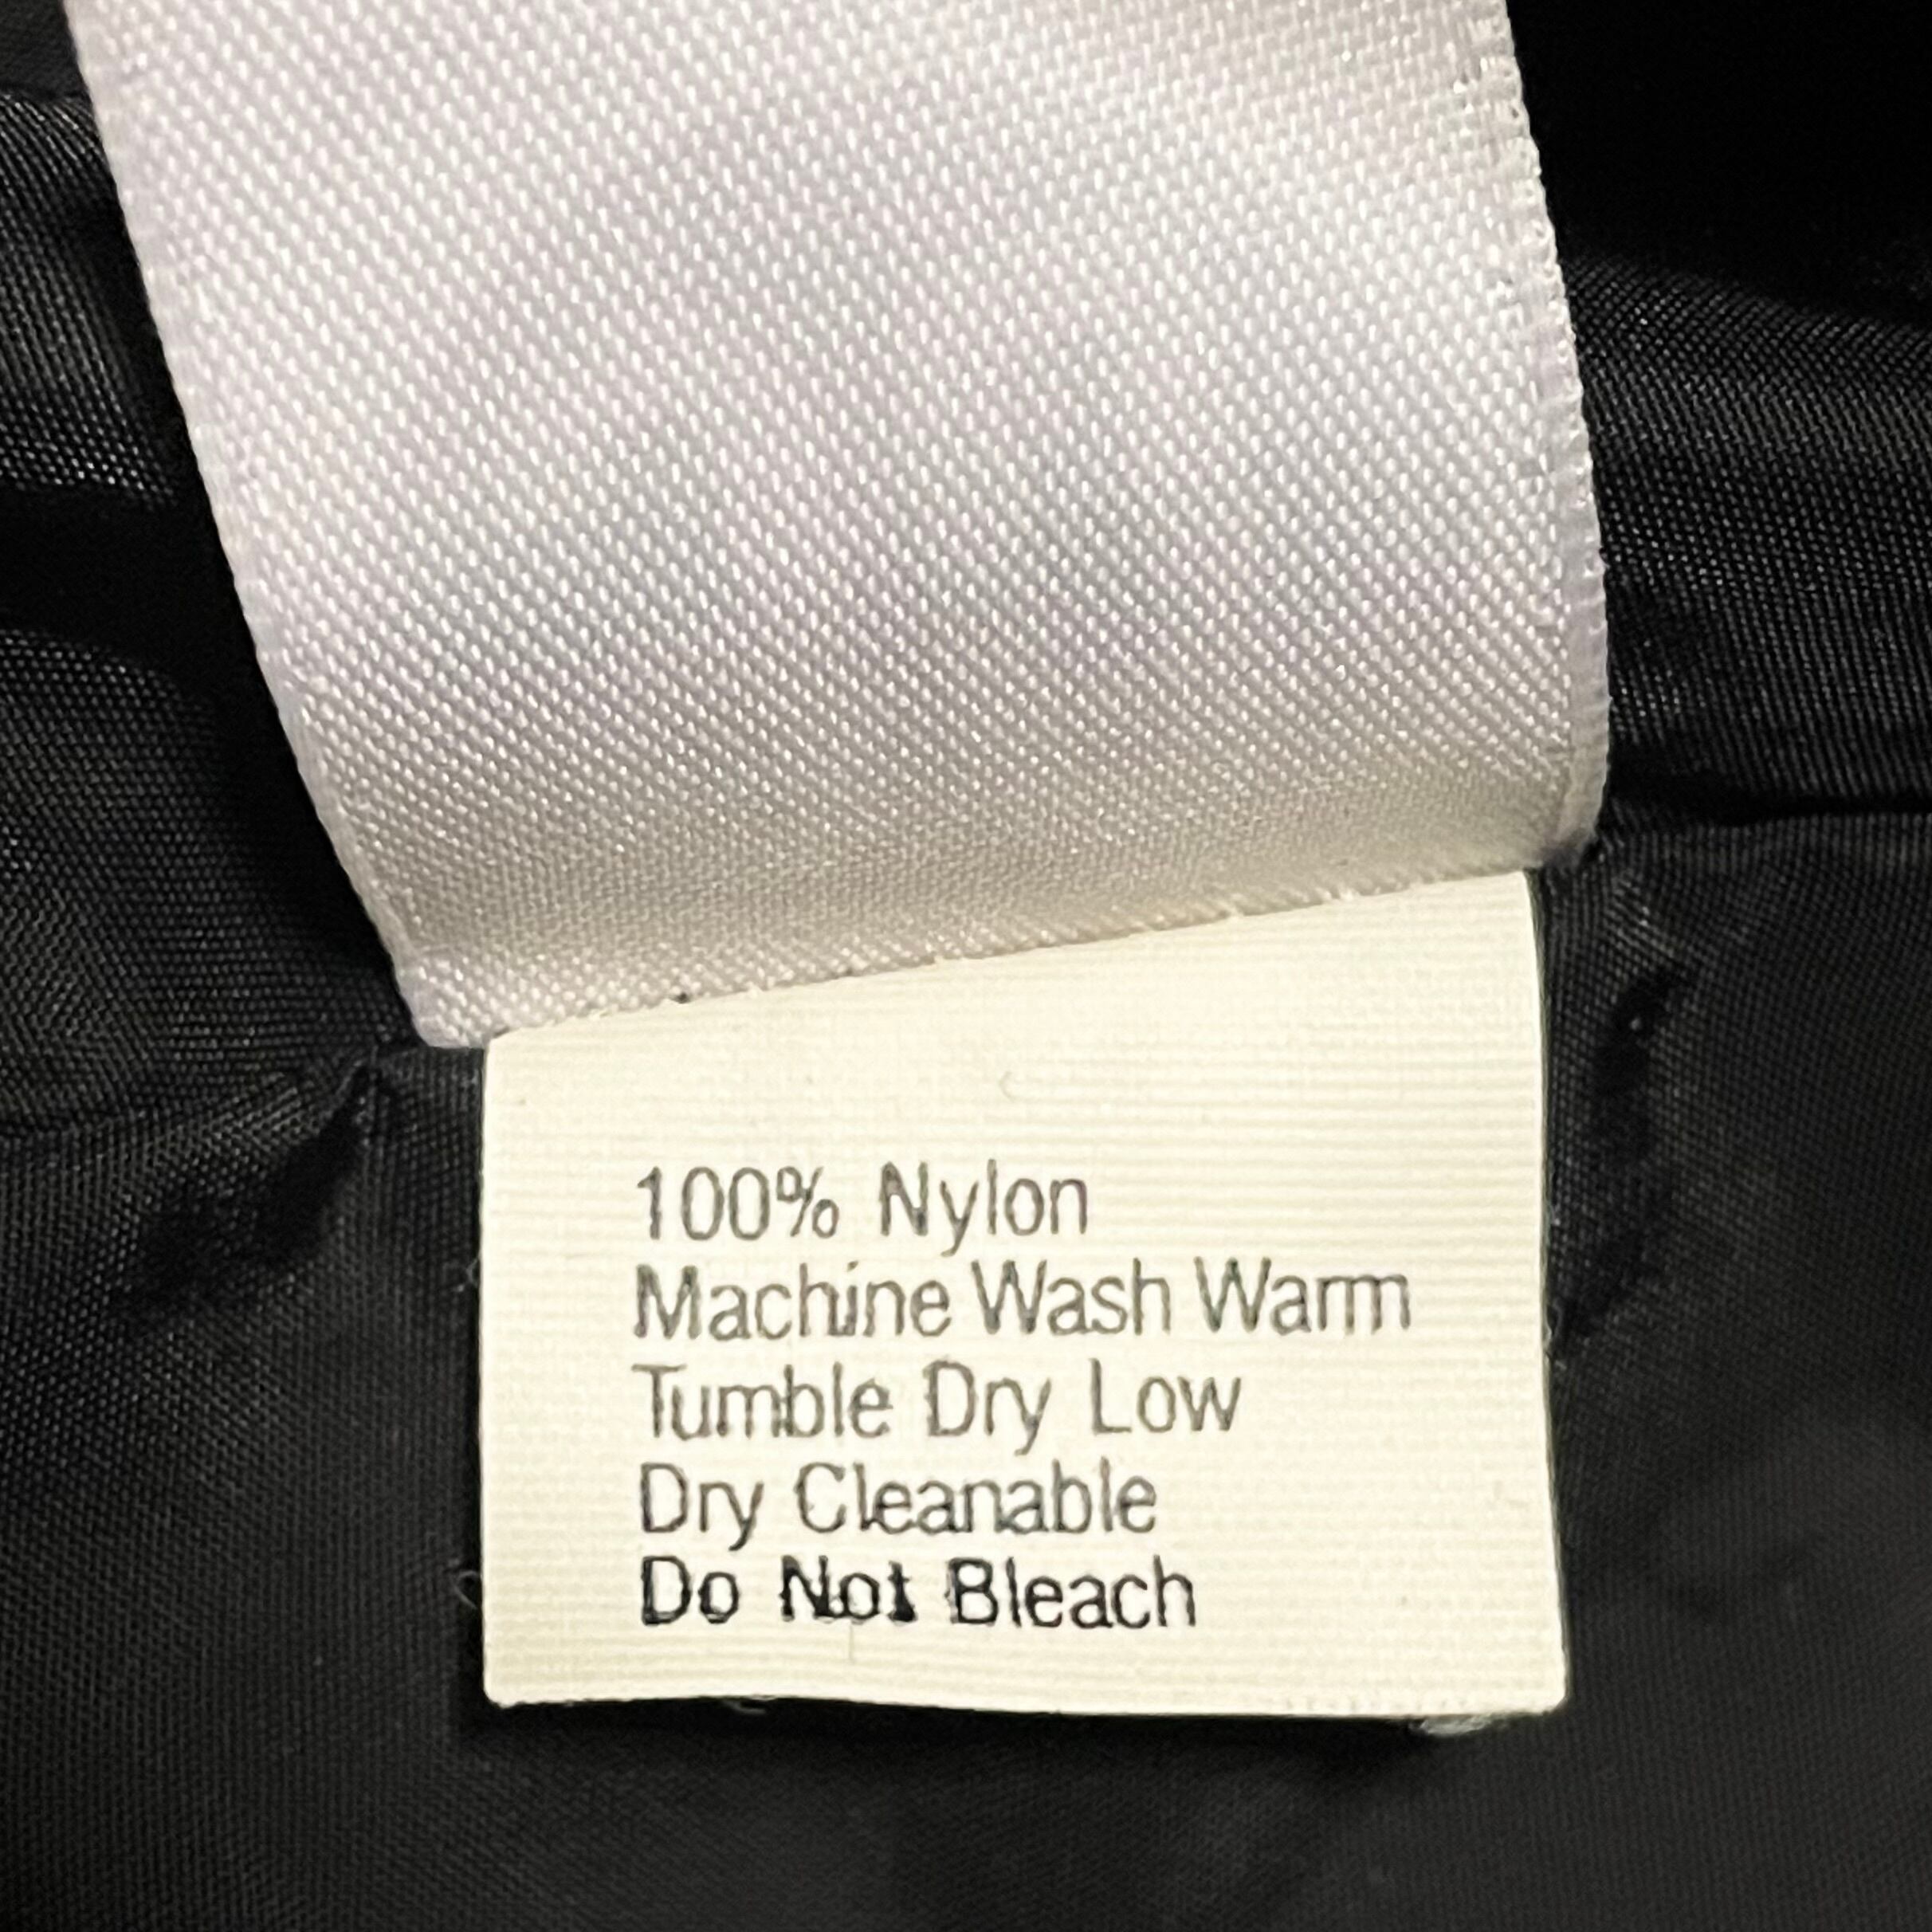 100% Nylon
Machine Wash Warm
Tumble Dry Low
Dry Cleanable
Do Not Bleach